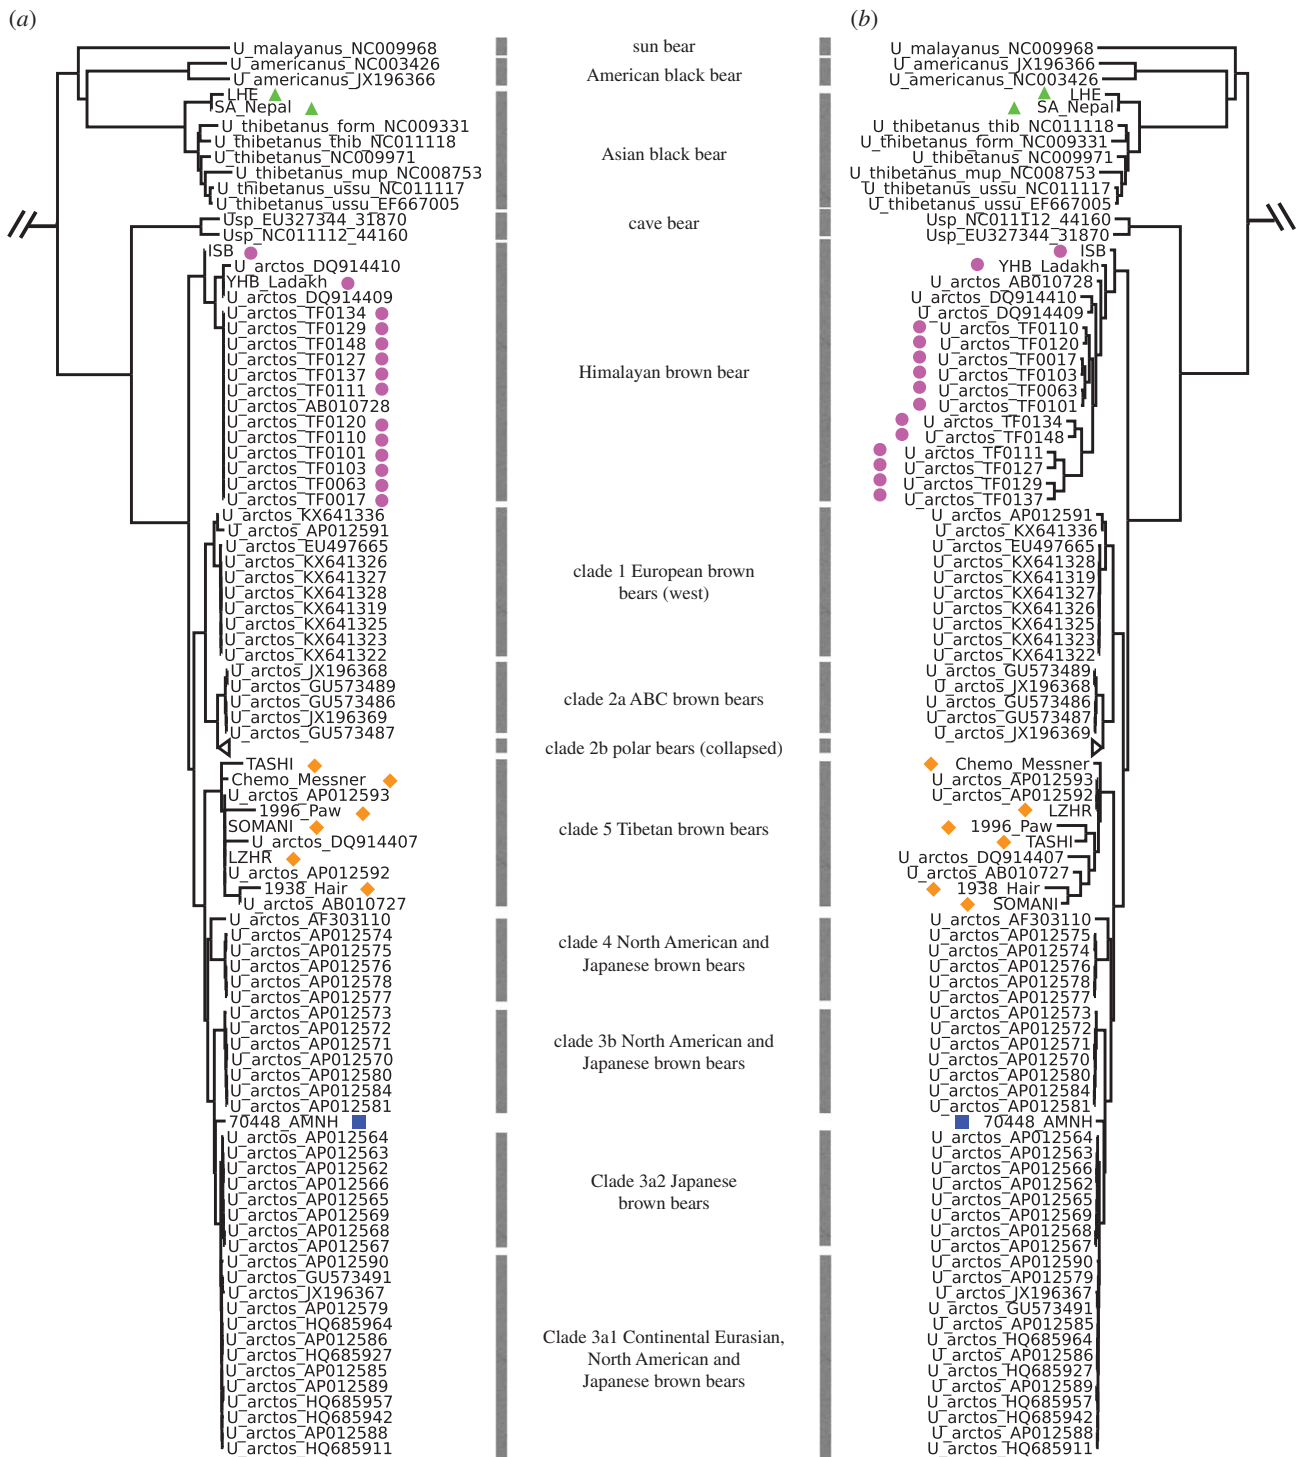 (a)
U_malayanus_NC009968
U_americanus_NC003426
U_americanus_JX196366
LHE
SA_Nepal
U_thibetanus_form_NC009331
U_thibetanus_thib_NC011118
U_thibetanus_NC009971
U_thibetanus_mup_NC008753
U_thibetanus_ussu_NC011117
U_thibetanus_ussu_EF667005
Usp_EU327344_31870
Usp_NC011112_44160
ISB
U_arctos_DQ914410
YHB_Ladakh
U_arctos_DQ914409
U_arctos_TF0134
U_arctos_TF0129
U_arctos_TF0148
U_arctos_TF0127
U_arctos_TF0137
U_arctos_TF0111
U_arctos_AB010728
U_arctos_TF0120
U_arctos_TF0110
U_arctos_TF0101
U_arctos_TF0103
U_arctos_TF0063
U_arctos_TF0017
U_arctos_KX641336
U_arctos_AP012591
U_arctos_EU497665
U_arctos_KX641326
U_arctos_KX641327
U_arctos_KX641328
U_arctos_KX641319
U_arctos_KX641325
U_arctos_KX641323
U_arctos_KX641322
U_arctos_JX196368
U_arctos_GU573489
U_arctos_GU573486
U_arctos_JX196369
U_arctos_GU573487
TASHI
Chemo_Messner
U_arctos_AP012593
1996_Paw
SOMANI
U_arctos_DQ914407
LZHR
U_arctos_AP012592
1938_Hair
U_arctos_AB010727
U_arctos_AF303110
U_arctos_AP012574
U_arctos_AP012575
U_arctos_AP012576
U_arctos_AP012578
U_arctos_AP012577
U_arctos_AP012573
U_arctos_AP012572
U_arctos_AP012571
U_arctos_AP012570
U_arctos_AP012580
U_arctos_AP012584
U_arctos_AP012581
70448_AMNH
U_arctos_AP012564
U_arctos_AP012563
U_arctos_AP012562
U_arctos_AP012566
U_arctos_AP012565
U_arctos_AP012569
U_arctos_AP012568
U_arctos_AP012567
U_arctos_AP012590
U_arctos_GU573491
U_arctos_JX196367
U_arctos_AP012579
U_arctos_HQ685964
U_arctos_AP012586
U_arctos_HQ685927
U_arctos_AP012585
U_arctos_AP012589
U_arctos_HQ685957
U_arctos_HQ685942
U_arctos_AP012588
U_arctos_HQ685911
sun bear
American black bear
Asian black bear
cave bear
Himalayan brown bear
clade 1 European brown
bears (west)
clade 2a ABC brown bears
clade 2b polar bears (collapsed)
clade 5 Tibetan brown bears
clade 4 North American and
Japanese brown bears
clade 3b North American and
Japanese brown bears
Clade 3a2 Japanese
brown bears
Clade 3a1 Continental Eurasian,
North American and
Japanese brown bears
(b)
U_malayanus_NC009968
U_americanus_JX196366
U_americanus_NC003426
LHE
SA_Nepal
U_thibetanus_thib_NC011118
U_thibetanus_form_NC009331
U_thibetanus_NC009971
U_thibetanus_mup_NC008753
U_thibetanus_ussu_NC011117
U_thibetanus_ussu_EF667005
Usp_NC011112_44160
Usp_EU327344_31870
ISB
YHB_Ladakh
U_arctos_AB010728
U_arctos_DQ914410
U_arctos_DQ914409
U_arctos_TF0110
U_arctos_TF0120
U_arctos_TF0017
U_arctos_TF0103
U_arctos_TF0063
U_arctos_TF0101
U_arctos_TF0134
U_arctos_TF0148
U_arctos_TF0111
U_arctos_TF0127
U_arctos_TF0129
U_arctos_TF0137
U_arctos_AP012591
U_arctos_KX641336
U_arctos_EU497665
U_arctos_KX641328
U_arctos_KX641319
U_arctos_KX641327
U_arctos_KX641326
U_arctos_KX641325
U_arctos_KX641323
U_arctos_KX641322
U_arctos_GU573489
U_arctos_JX196368
U_arctos_GU573486
U_arctos_GU573487
U_arctos_JX196369
Chemo_Messner
U_arctos_AP012593
U_arctos_AP012592
LZHR
1996_Paw
TASHI
U_arctos_DQ914407
U_arctos_AB010727
1938_Hair
SOMANI
U_arctos_AF303110
U_arctos_AP012575
U_arctos_AP012574
U_arctos_AP012576
U_arctos_AP012578
U_arctos_AP012577
U_arctos_AP012573
U_arctos_AP012572
U_arctos_AP012571
U_arctos_AP012570
U_arctos_AP012580
U_arctos_AP012584
U_arctos_AP012581
70448_AMNH
U_arctos_AP012564
U_arctos_AP012563
U_arctos_AP012566
U_arctos_AP012562
U_arctos_AP012565
U_arctos_AP012569
U_arctos_AP012568
U_arctos_AP012567
U_arctos_AP012590
U_arctos_AP012579
U_arctos_JX196367
U_arctos_GU573491
U_arctos_AP012585
U_arctos_HQ685964
U_arctos_AP012586
U_arctos_HQ685927
U_arctos_AP012589
U_arctos_HQ685957
U_arctos_HQ685942
U_arctos_AP012588
U_arctos_HQ685911